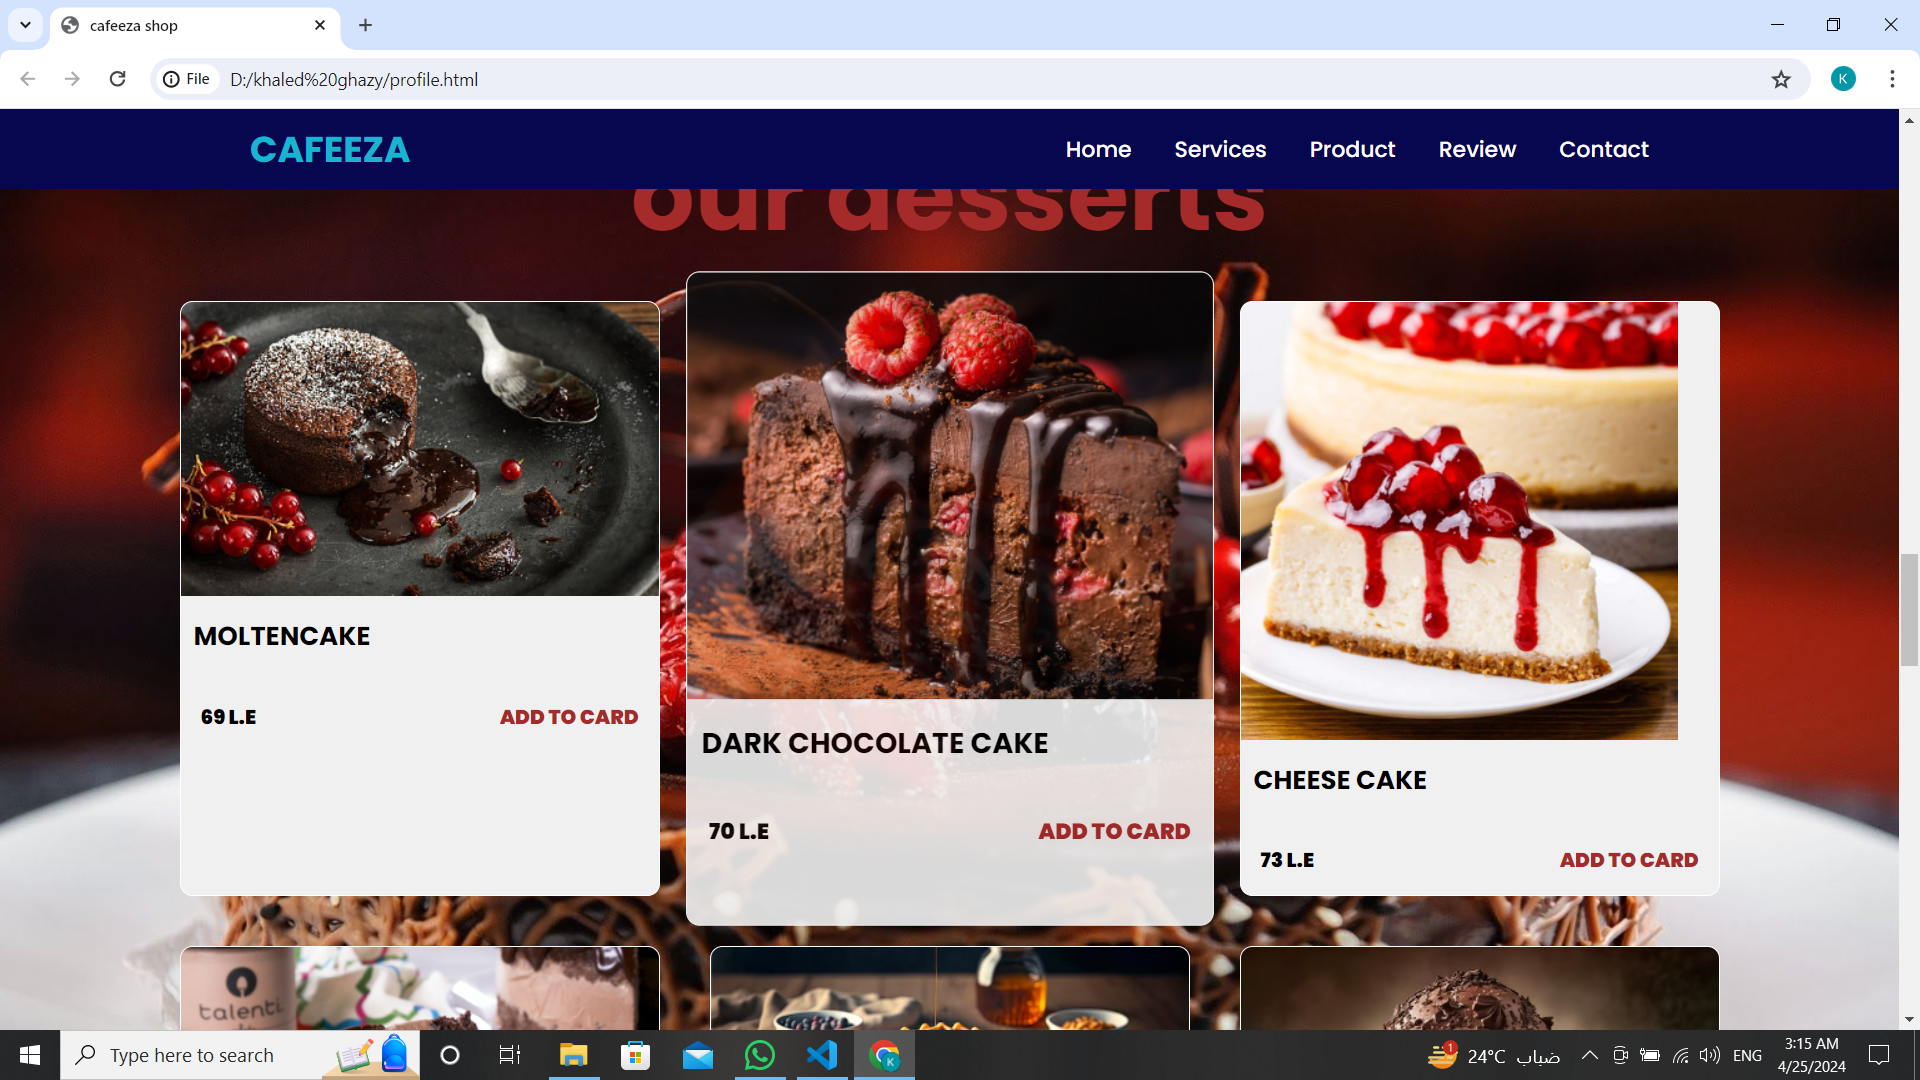 cafeeza shop
File D:/khaled%20ghazy/profile.html
K
CAFEEZA
Home Services Product Review Contact
our desserts
MOLTENCAKE
69 L.E ADD TO CARD
DARK CHOCOLATE CAKE
70 L.E ADD TO CARD
CHEESE CAKE
73 L.E ADD TO CARD
talenti
Type here to search
K
1
24°C ضباب
ENG
3:15 AM
4/25/2024